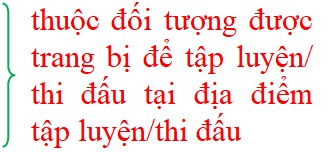 thuộc đối tượng được
trang bị để tập luyện/
thi đấu tại địa điểm
tập luyện/thi đấu